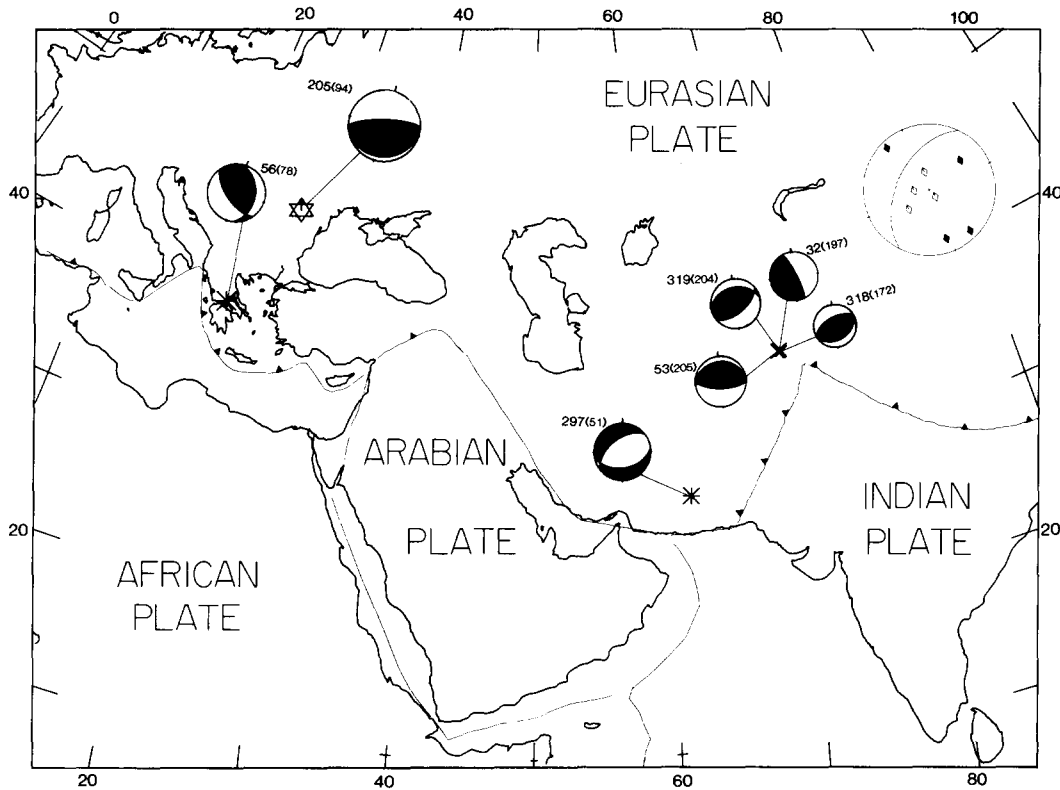 0 20 40 60 80 100
205(94)
EURASIAN
PLATE
56(78)
40 40
32(197)
319(204)
318(172)
53(205)
297(51)
ARABIAN
PLATE
INDIAN
PLATE
20 20
AFRICAN
PLATE
20 40 60 80